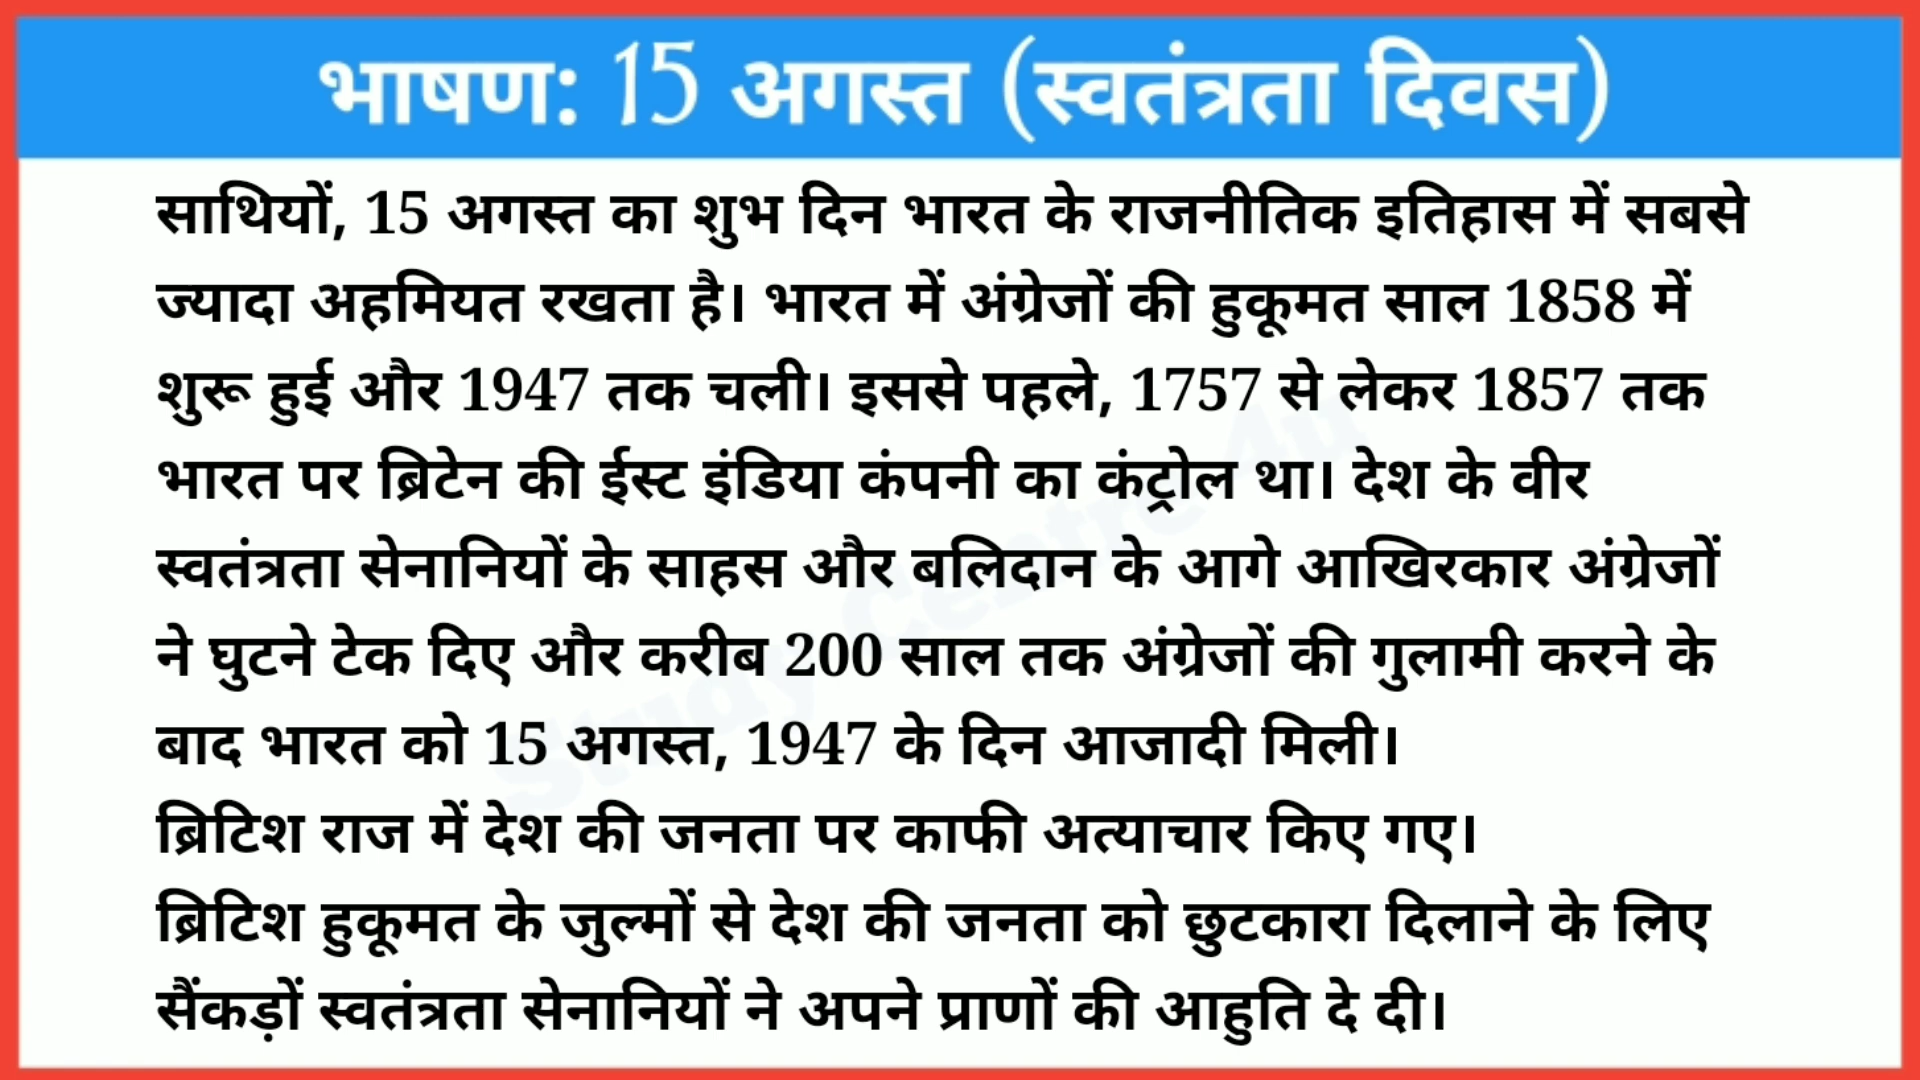 भाषण: 15 अगस्त (स्वतंत्रता दिवस)
साथियों, 15 अगस्त का शुभ दिन भारत के राजनीतिक इतिहास में सबसे
ज्यादा अहमियत रखता है। भारत में अंग्रेजों की हुकूमत साल 1858 में
शुरू हुई और 1947 तक चली। इससे पहले, 1757 से लेकर 1857 तक
भारत पर ब्रिटेन की ईस्ट इंडिया कंपनी का कंट्रोल था। देश के वीर
स्वतंत्रता सेनानियों के साहस और बलिदान के आगे आखिरकार अंग्रेजों
ने घुटने टेक दिए और करीब 200 साल तक अंग्रेजों की गुलामी करने के
बाद भारत को 15 अगस्त, 1947 के दिन आजादी मिली।
ब्रिटिश राज में देश की जनता पर काफी अत्याचार किए गए।
ब्रिटिश हुकूमत के जुल्मों से देश की जनता को छुटकारा दिलाने के लिए
सैंकड़ों स्वतंत्रता सेनानियों ने अपने प्राणों की आहुति दे दी।
Study Centre 4u